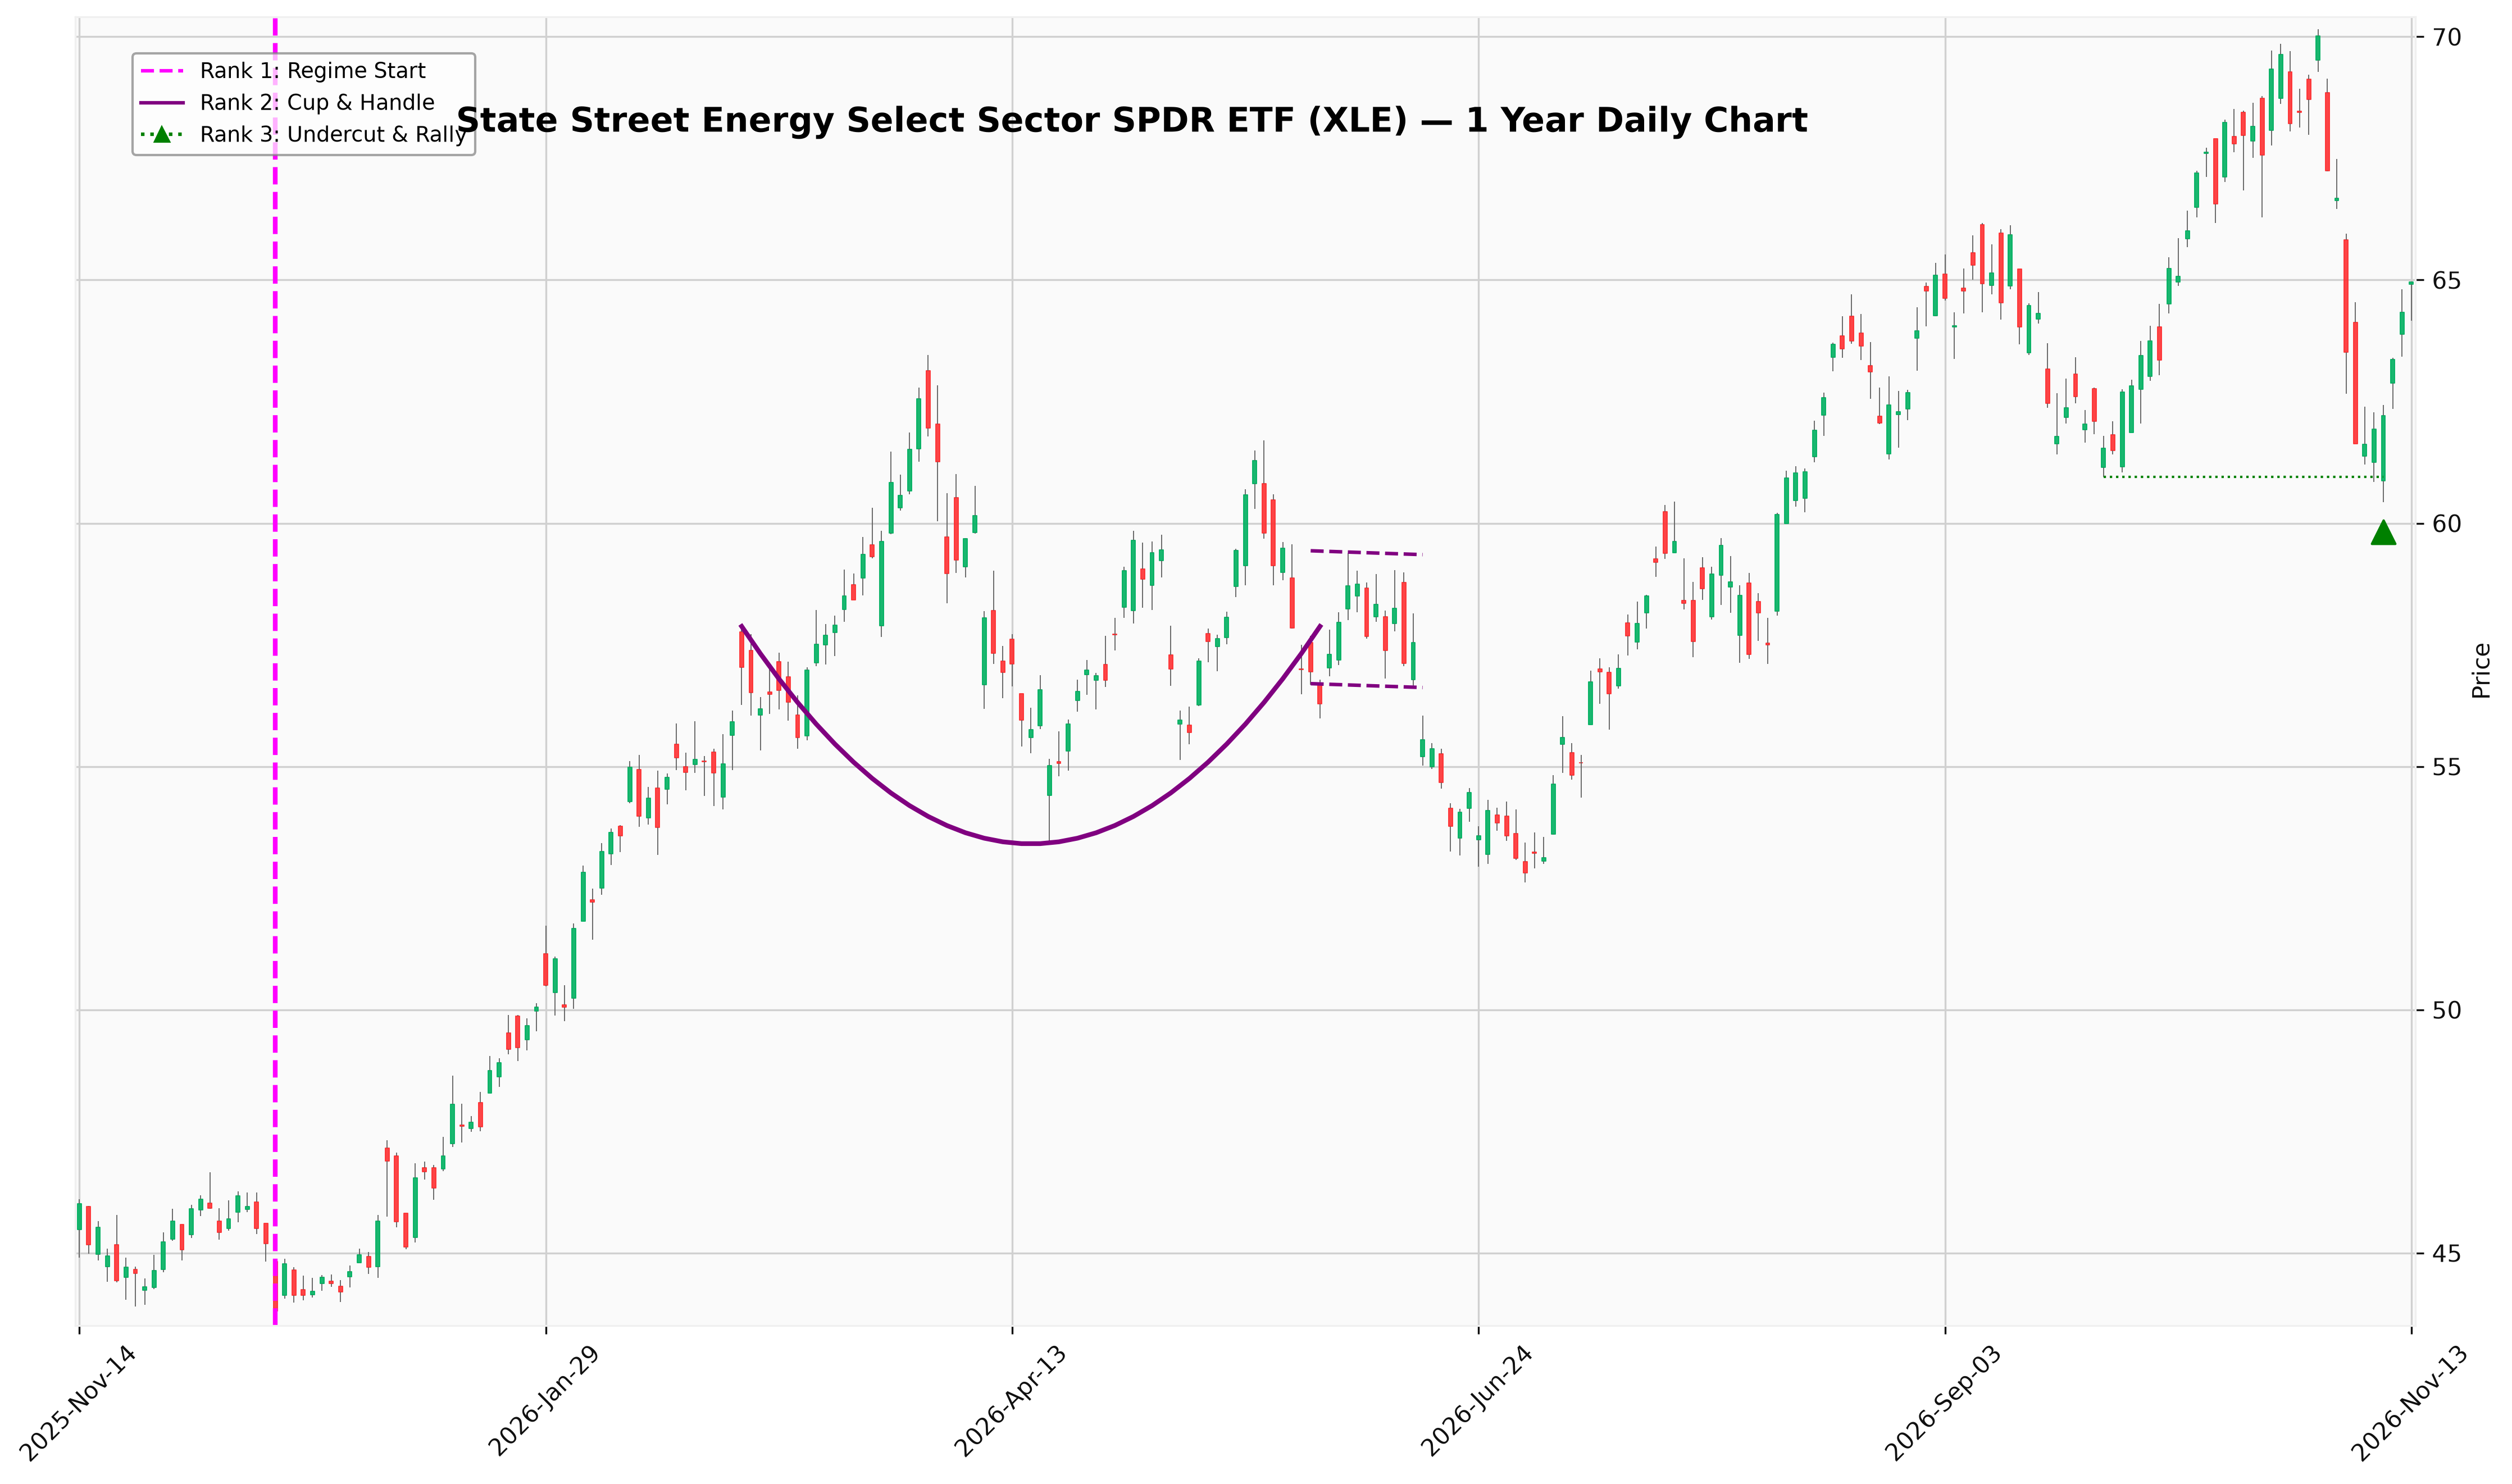 Rank 1: Regime Start
Rank 2: Cup & Handle
Rank 3: Undercut & Rally
State Street Energy Select Sector SPDR ETF (XLE) — 1 Year Daily Chart
70
65
60
55
50
45
Price
2025-Nov-14
2026-Jan-29
2026-Apr-13
2026-Jun-24
2026-Sep-03
2026-Nov-13